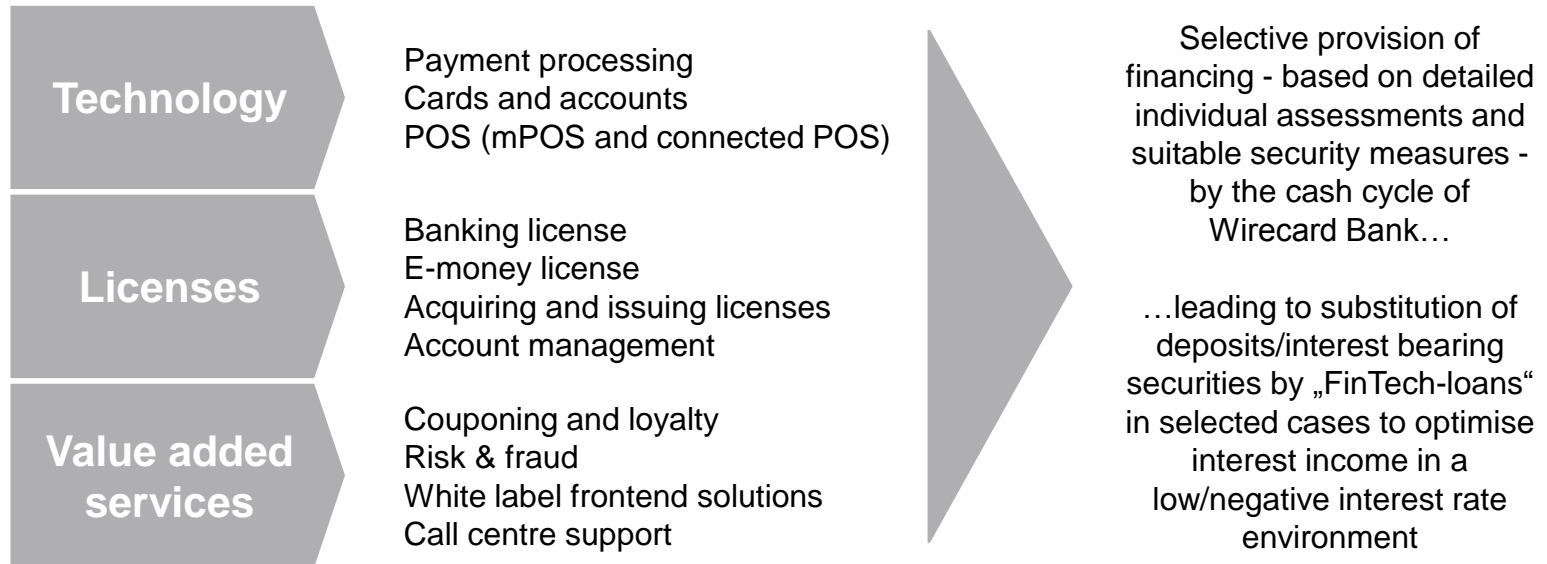 Technology
Payment processing
Cards and accounts
POS (mPOS and connected POS)
Licenses
Banking license
E-money license
Acquiring and issuing licenses
Account management
Value added
services
Couponing and loyalty
Risk & fraud
White label frontend solutions
Call centre support
Selective provision of
financing - based on detailed
individual assessments and
suitable security measures -
by the cash cycle of
Wirecard Bank…
…leading to substitution of
deposits/interest bearing
securities by „FinTech-loans“
in selected cases to optimise
interest income in a
low/negative interest rate
environment